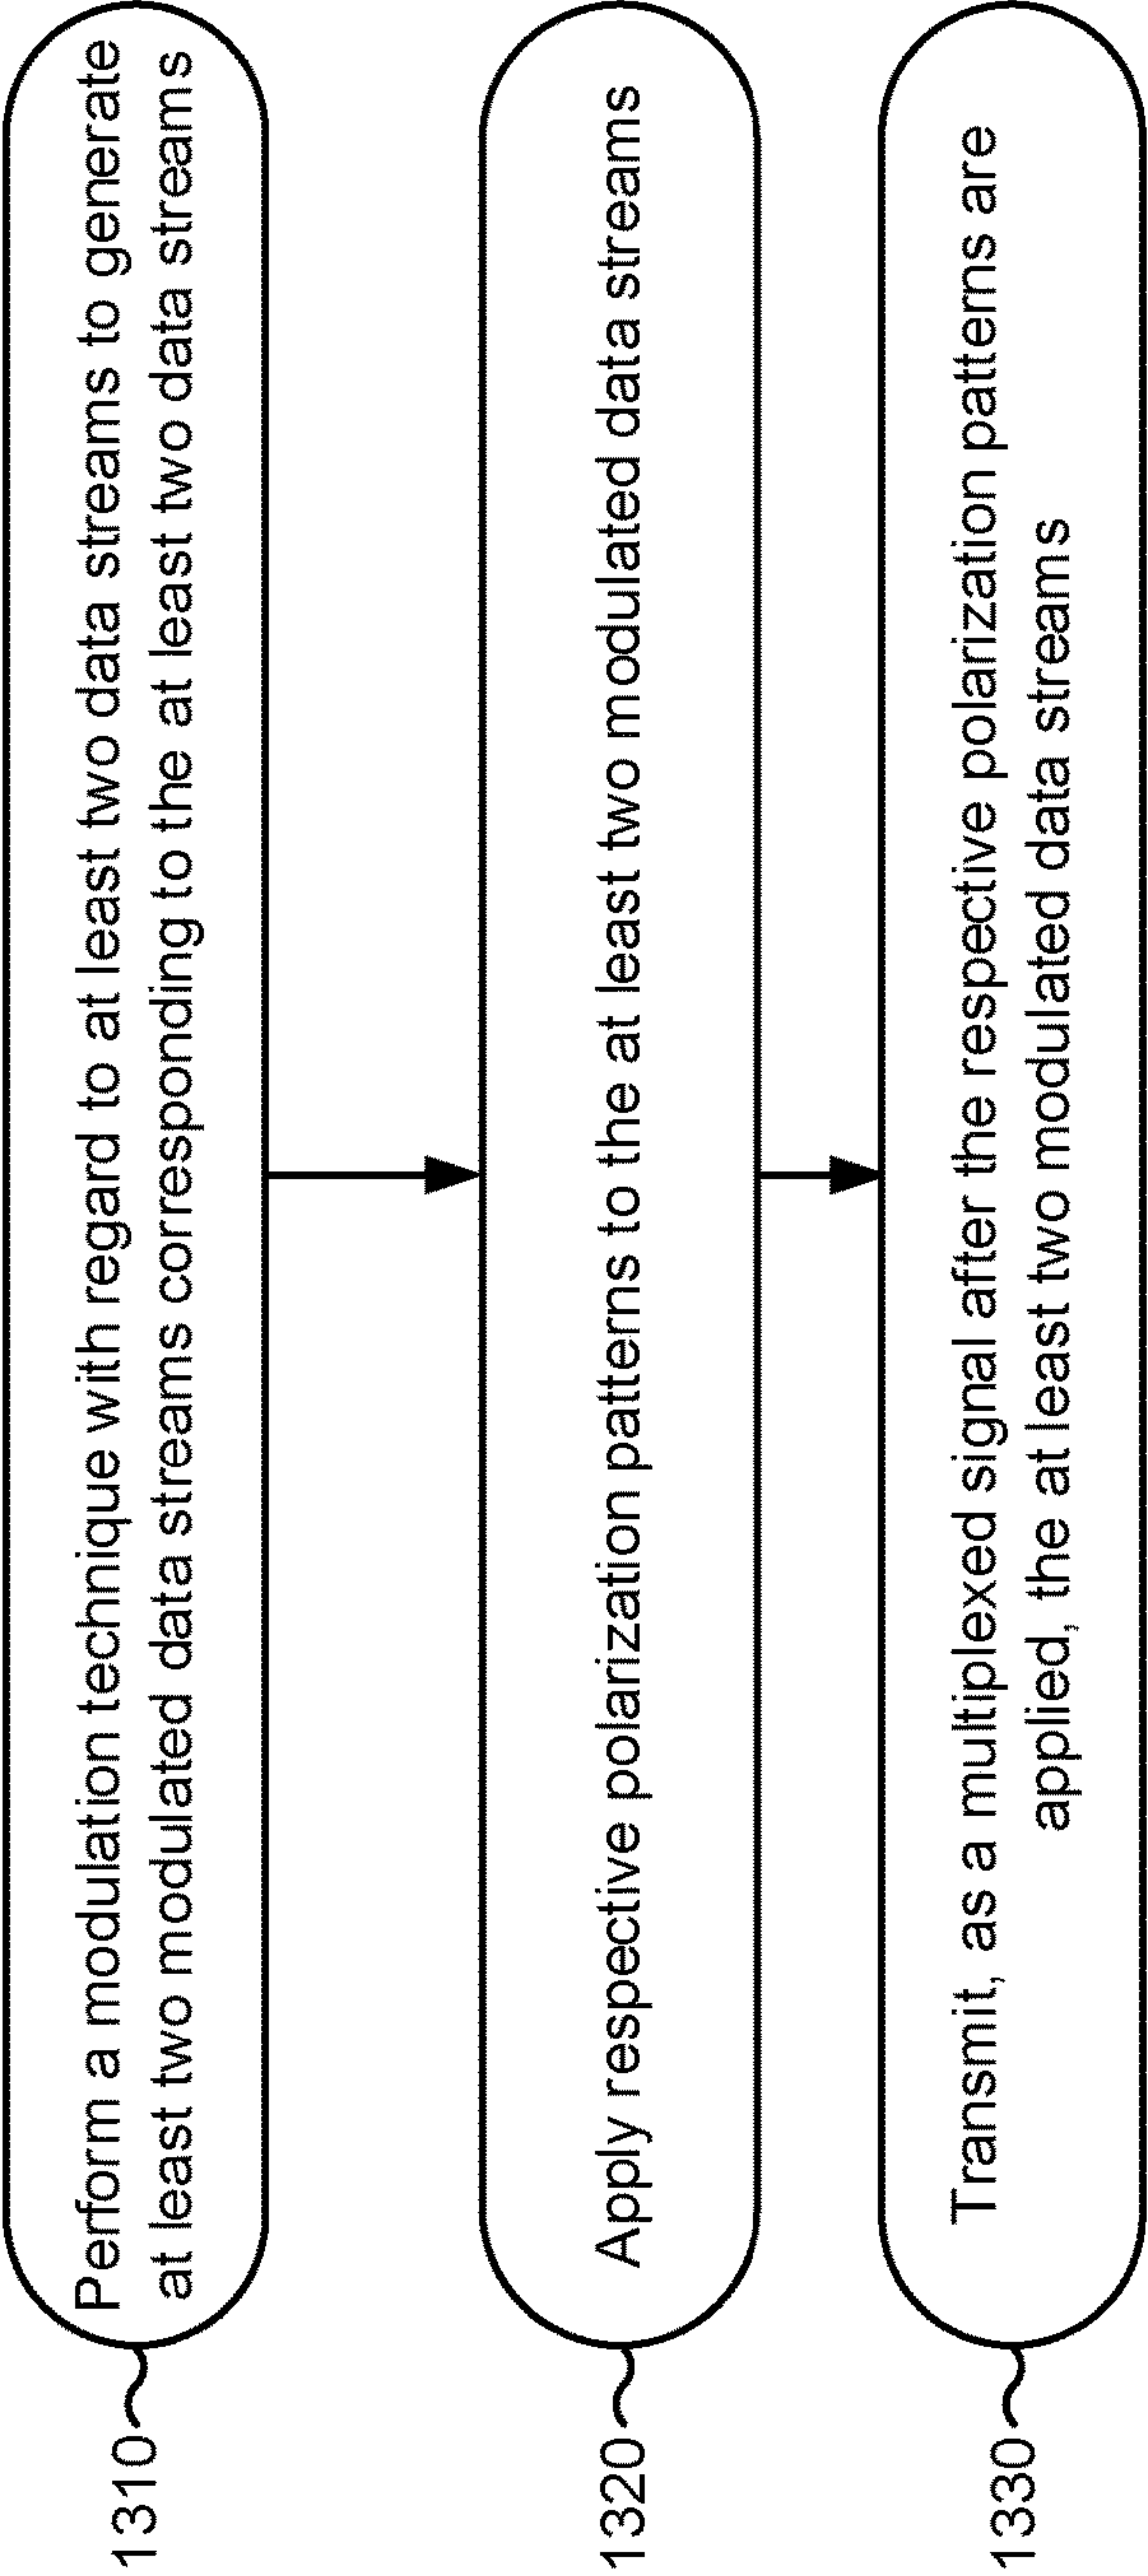 1310
Perform a modulation technique with regard to at least two data streams to generate
at least two modulated data streams corresponding to the at least two data streams
1320
Apply respective polarization patterns to the at least two modulated data streams
1330
Transmit, as a multiplexed signal after the respective polarization patterns are
applied, the at least two modulated data streams